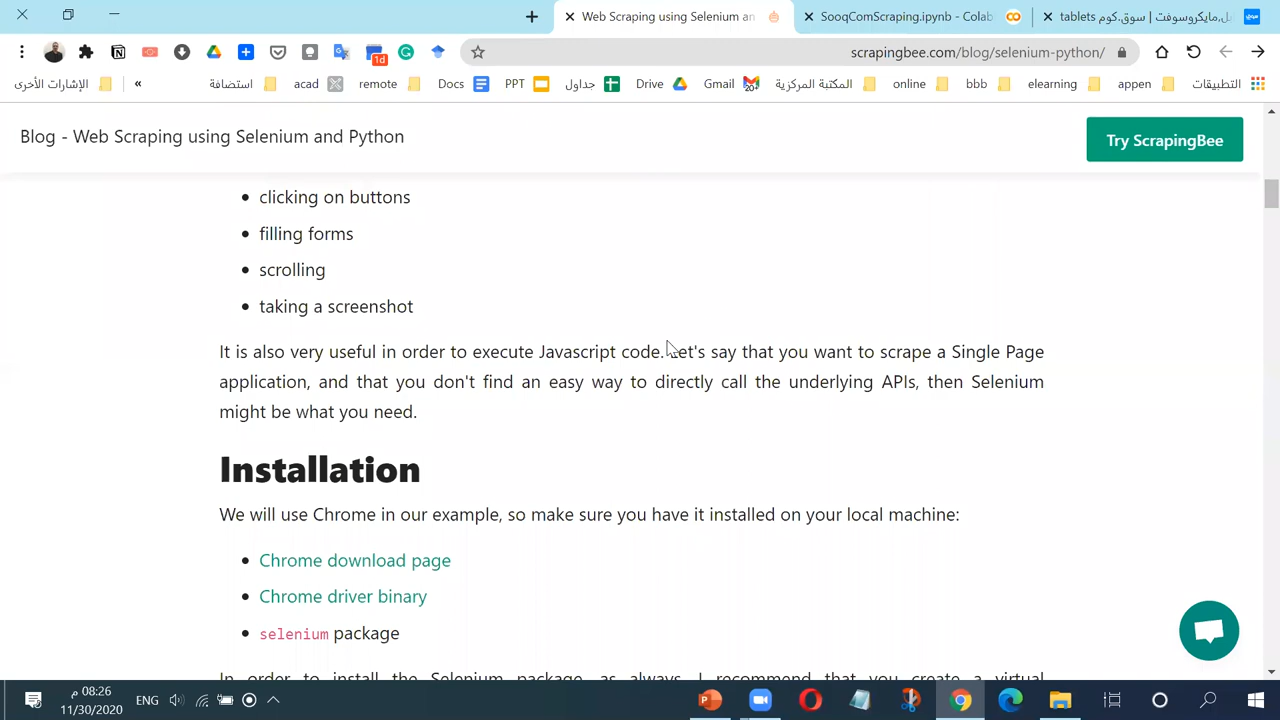 Web Scraping using Selenium an
SooqComScraping.ipynb - Colab
tablets سوق.كوم | ل,مايكروسوفت
scrapingbee.com/blog/selenium-python/
1d
الإشارات الأخرى
«
استضافة
acad
remote
Docs
PPT
جداول
Drive
Gmail
20+
المكتبة المركزية
online
bbb
elearning
appen
التطبيقات
Blog - Web Scraping using Selenium and Python
Try ScrapingBee
• clicking on buttons
• filling forms
• scrolling
• taking a screenshot
It is also very useful in order to execute Javascript code. Let's say that you want to scrape a Single Page
application, and that you don't find an easy way to directly call the underlying APIs, then Selenium
might be what you need.
Installation
We will use Chrome in our example, so make sure you have it installed on your local machine:
• Chrome download page
• Chrome driver binary
• selenium package
In order to install the Selenium package, as always, I recommend that you create a virtual
08:26 م
11/30/2020
ENG